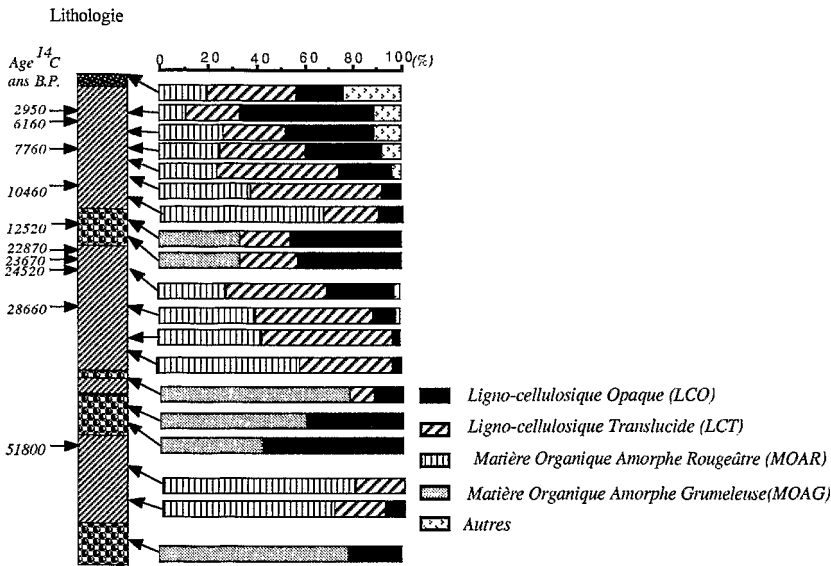 Lithologie
Age 14C
ans B.P.
0 20 40 60 80 100 (%)
2950
6160
7760
10460
12520
22870
23670
24520
28660
51800
Ligno-cellulosique Opaque (LCO)
Ligno-cellulosique Translucide (LCT)
Matière Organique Amorphe Rougeâtre (MOAR)
Matière Organique Amorphe Grumeleuse(MOAG)
Autres